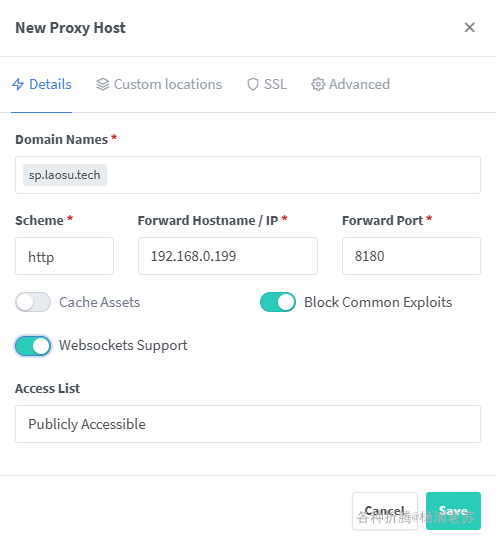 New Proxy Host
Details Custom locations SSL Advanced
Domain Names *
sp.laosu.tech
Scheme * Forward Hostname / IP * Forward Port *
http 192.168.0.199 8180
Cache Assets Block Common Exploits
Websockets Support
Access List
Publicly Accessible
Cancel Save
各种折腾@杨浦老苏